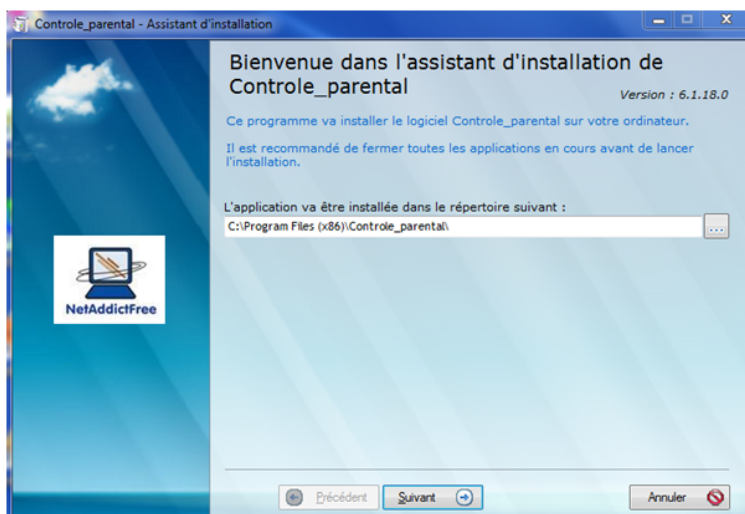 Controle_parental - Assistant d'installation
Bienvenue dans l'assistant d'installation de
Controle_parental
Version : 6.1.18.0
Ce programme va installer le logiciel Controle_parental sur votre ordinateur.
Il est recommandé de fermer toutes les applications en cours avant de lancer
l'installation.
L'application va être installée dans le répertoire suivant :
C:\Program Files (x86)\Controle_parental\
...
NetAddictFree
Précédent
Suivant
Annuler